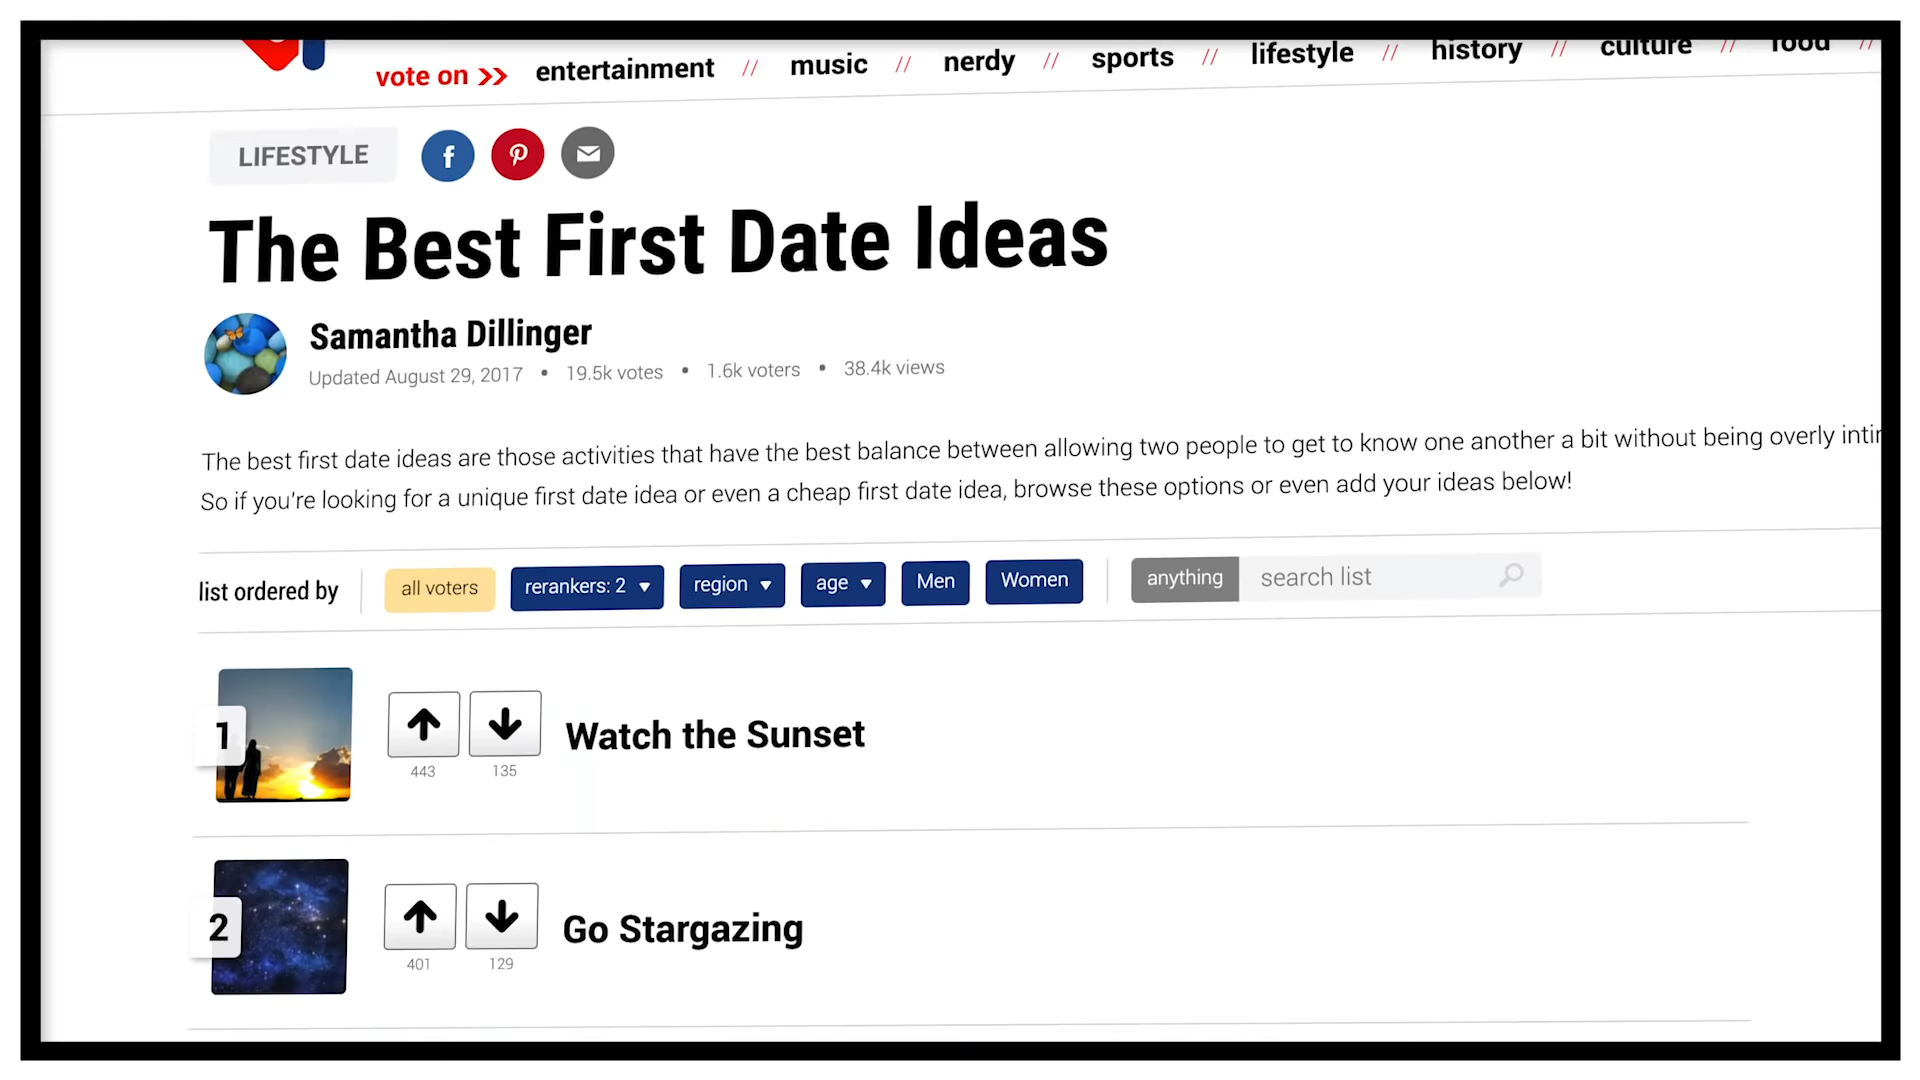 vote on >> entertainment // music // nerdy // sports // lifestyle // history // culture // food //
LIFESTYLE
The Best First Date Ideas
Samantha Dillinger
Updated August 29, 2017 • 19.5k votes • 1.6k voters • 38.4k views
The best first date ideas are those activities that have the best balance between allowing two people to get to know one another a bit without being overly
So if you're looking for a unique first date idea or even a cheap first date idea, browse these options or even add your ideas below!
list ordered by all voters rerankers: 2 region age Men Women anything search list
1 Watch the Sunset
443 135
2 Go Stargazing
401 129